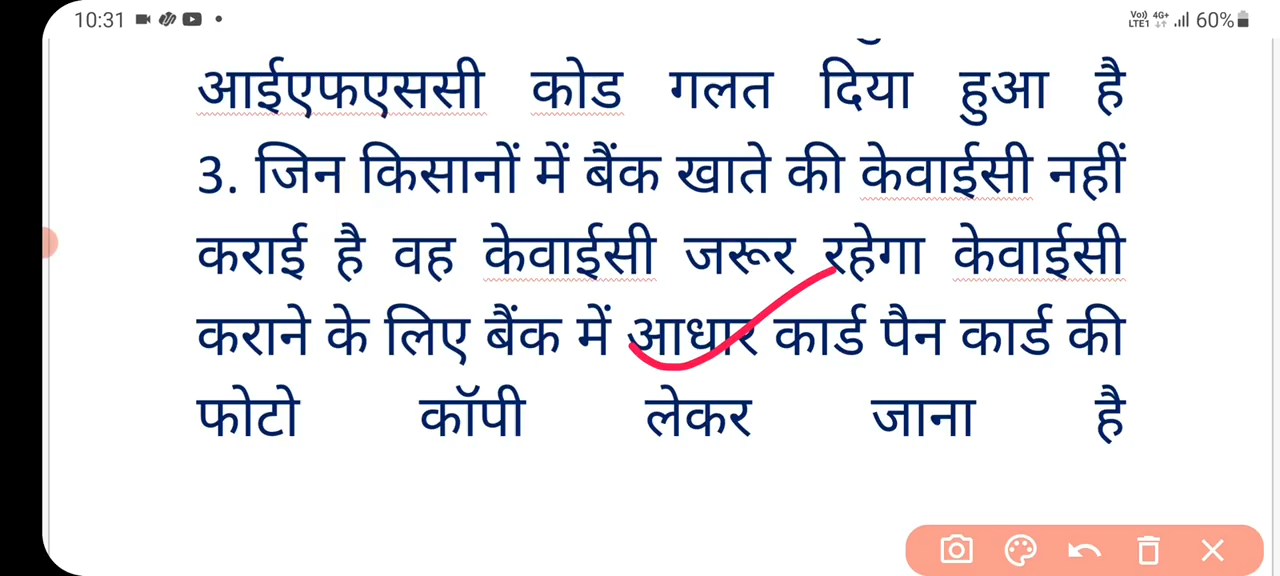 10:31 Vo)) LTE1 4G+ 60%
आईएफएससी कोड गलत दिया हुआ है
3. जिन किसानों में बैंक खाते की केवाईसी नहीं
कराई है वह केवाईसी जरूर रहेगा केवाईसी
कराने के लिए बैंक में आधार कार्ड पैन कार्ड की
फोटो कॉपी लेकर जाना है